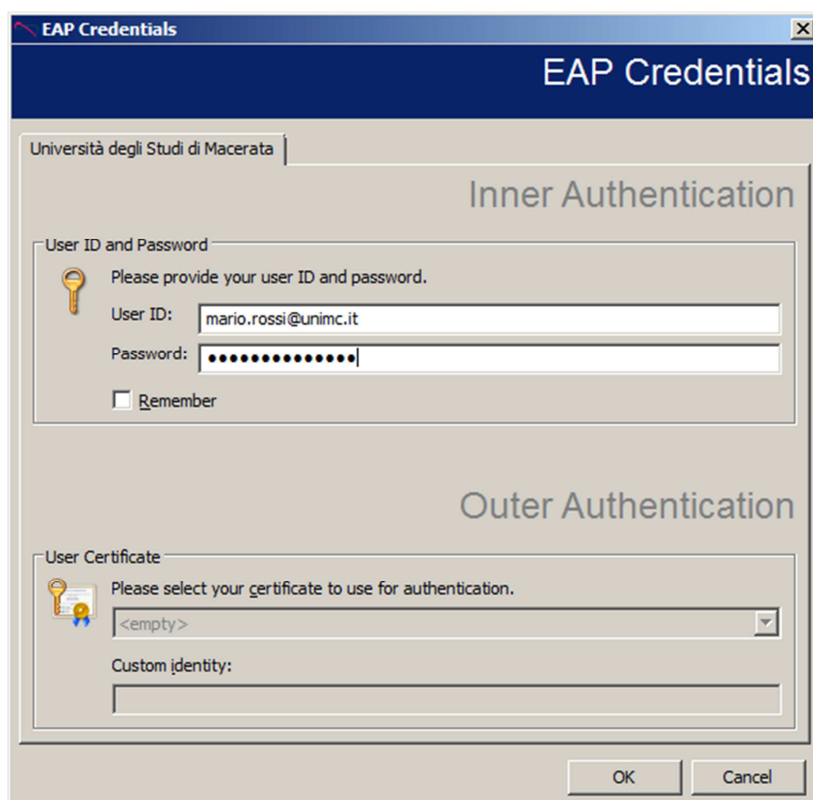 EAP Credentials
EAP Credentials
Università degli Studi di Macerata
Inner Authentication
User ID and Password
Please provide your user ID and password.
User ID: mario.rossi@unimc.it
Password: ●●●●●●●●●●●●●●
Remember
Outer Authentication
User Certificate
Please select your certificate to use for authentication.
<empty>
Custom identity:
OK Cancel